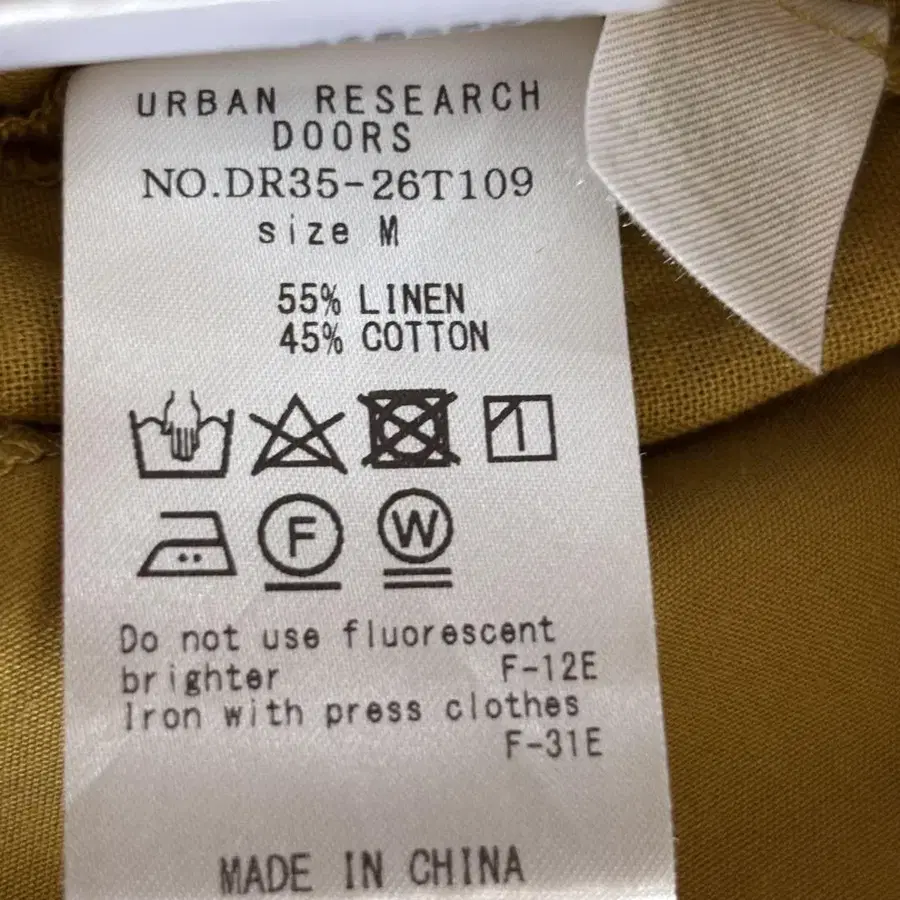 URBAN RESEARCH
DOORS
NO.DR35-26T109
size M
55% LINEN
45% COTTON
F
W
Do not use fluorescent
brighter F-12E
Iron with press clothes
F-31E
MADE IN CHINA